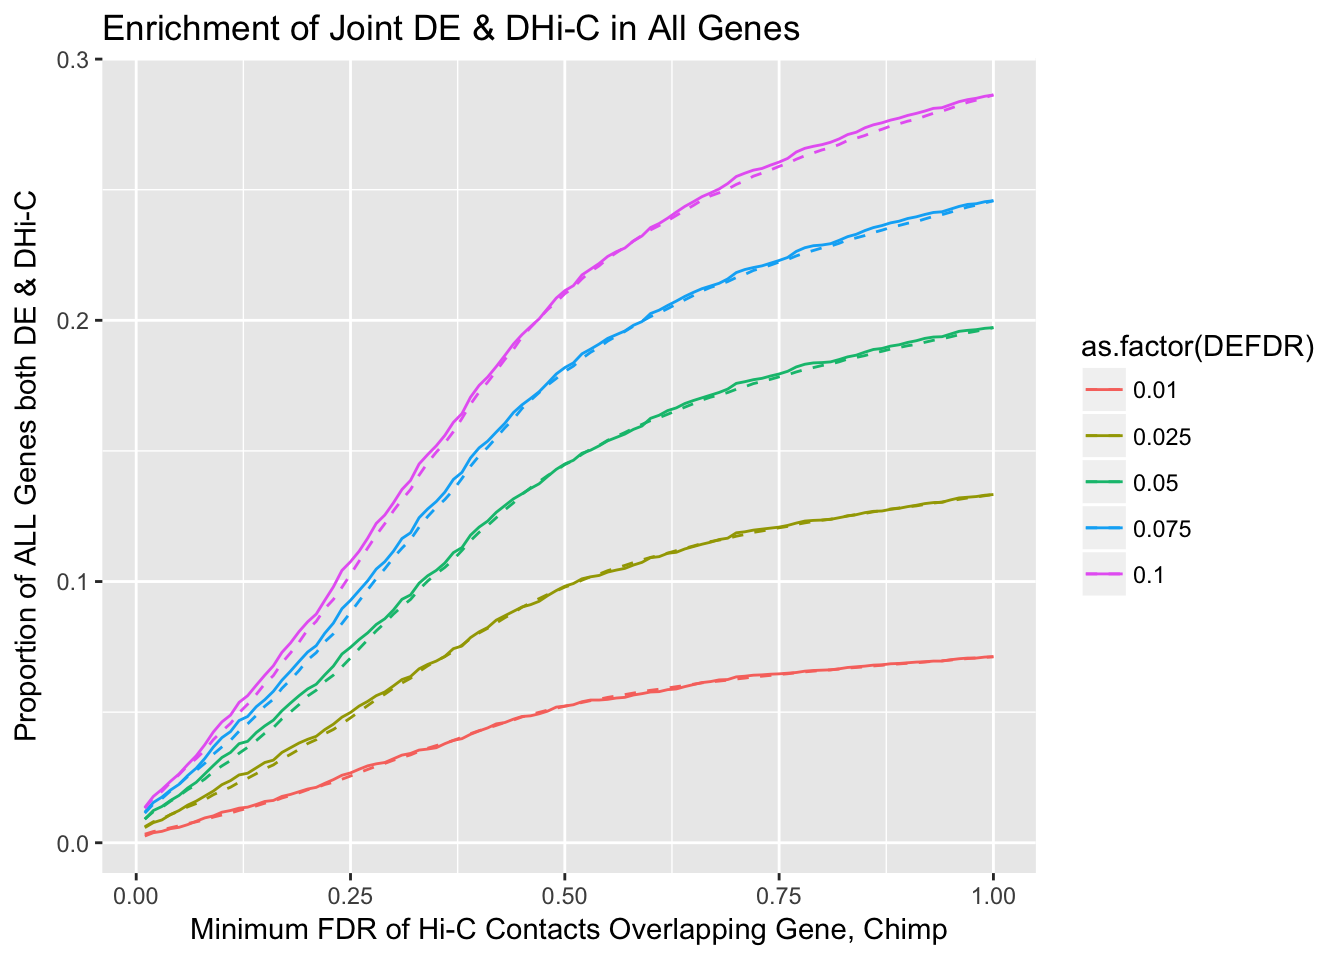 Enrichment of Joint DE & DHi-C in All Genes
Proportion of ALL Genes both DE & DHi-C
0.3
0.2
0.1
0.0
0.00 0.25 0.50 0.75 1.00
Minimum FDR of Hi-C Contacts Overlapping Gene, Chimp
as.factor(DEFDR)
0.01
0.025
0.05
0.075
0.1